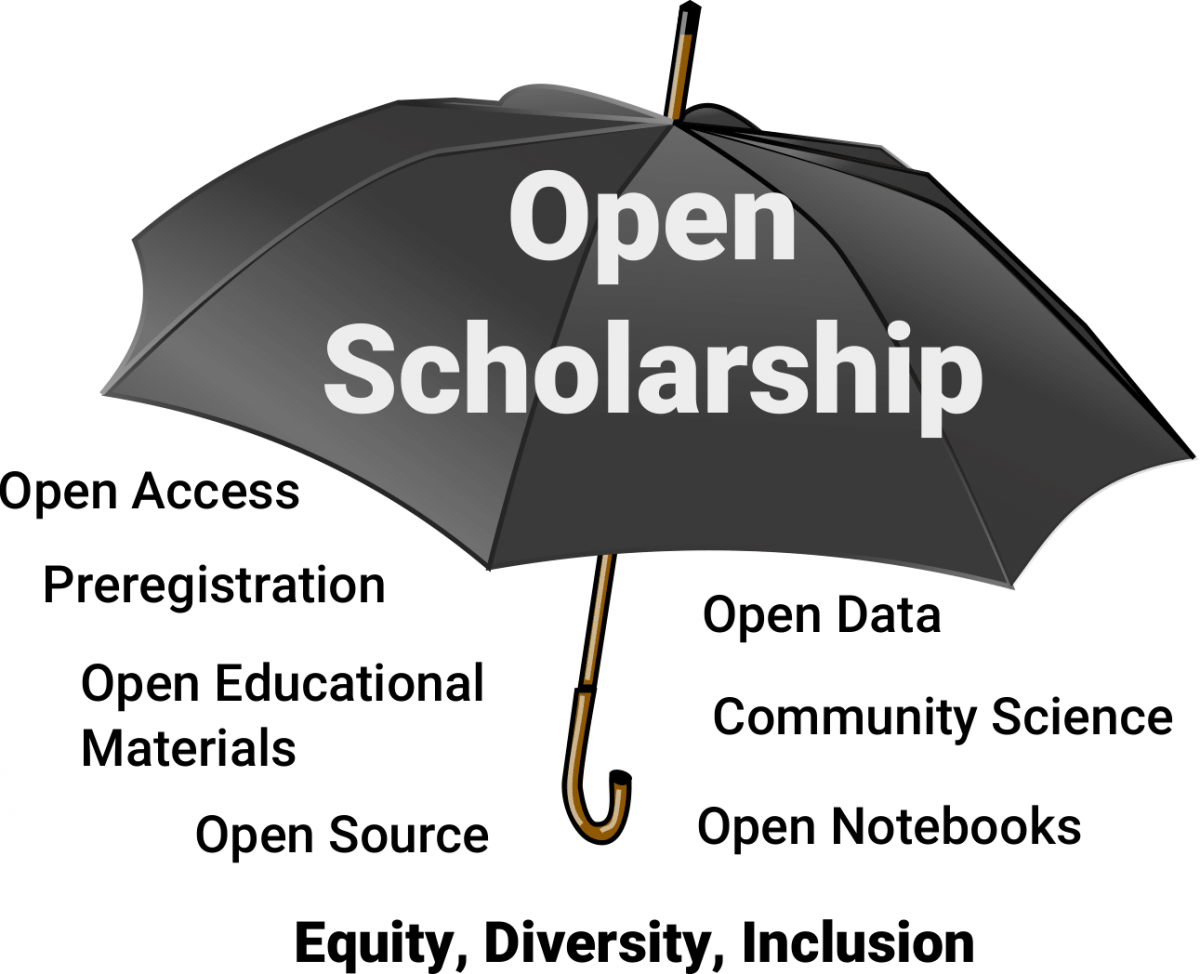 Open
Scholarship
Open Access
Preregistration
Open Educational
Materials
Open Source
Open Data
Community Science
Open Notebooks
Equity, Diversity, Inclusion